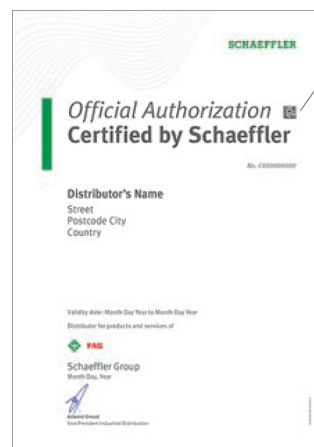 SCHAEFFLER
Official Authorization
Certified by Schaeffler
No. C000000000
Distributor's Name
Street
Postcode City
Country
Validity date: Month Day Year to Month Day Year
Distributor for products and services of
FAG
Schaeffler Group
Month Day, Year
Vice President Industrial Distribution